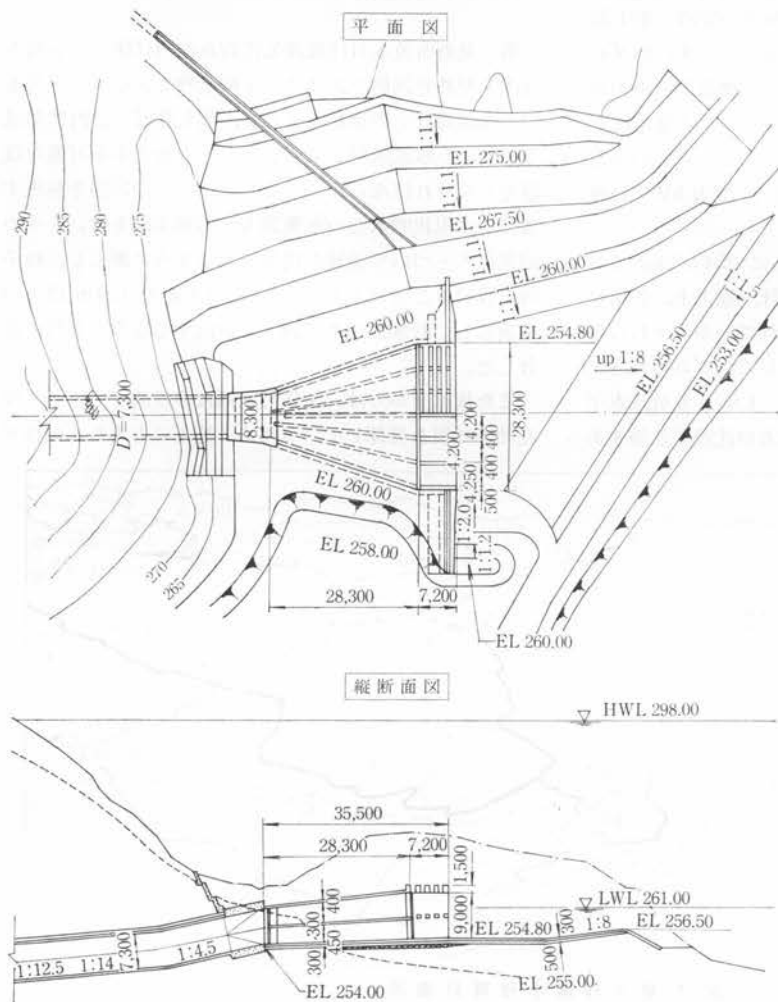 平面図
1:1.1
EL 275.00
1:1.1
EL 267.50
1:1.1
EL 260.00
290
285
280
275
EL 260.00
EL 254.80
1:1.5
up 1:8
EL 256.50
EL 253.00
D=7,300
8,300
28,300
4,200
400
4,250
400
500
EL 260.00
1:2.0
EL 258.00
1:1.2
270
265
28,300
7,200
EL 260.00
縦断面図
HWL 298.00
35,500
28,300
7,200
1,500
400
LWL 261.00
9,000
EL 254.80
300
1:8
EL 256.50
7,300
450
300
500
1:12.5
1:14
1:4.5
EL 255.00
EL 254.00